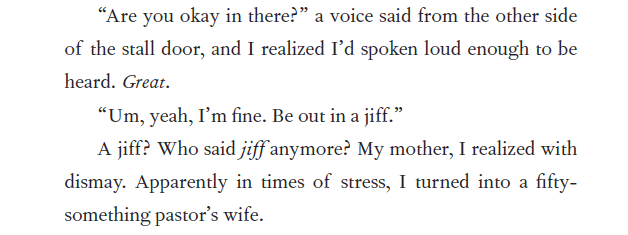 “Are you okay in there?” a voice said from the other side
of the stall door, and I realized I’d spoken loud enough to be
heard. Great.
“Um, yeah, I’m fine. Be out in a jiff.”
A jiff? Who said jiff anymore? My mother, I realized with
dismay. Apparently in times of stress, I turned into a fifty-
something pastor’s wife.